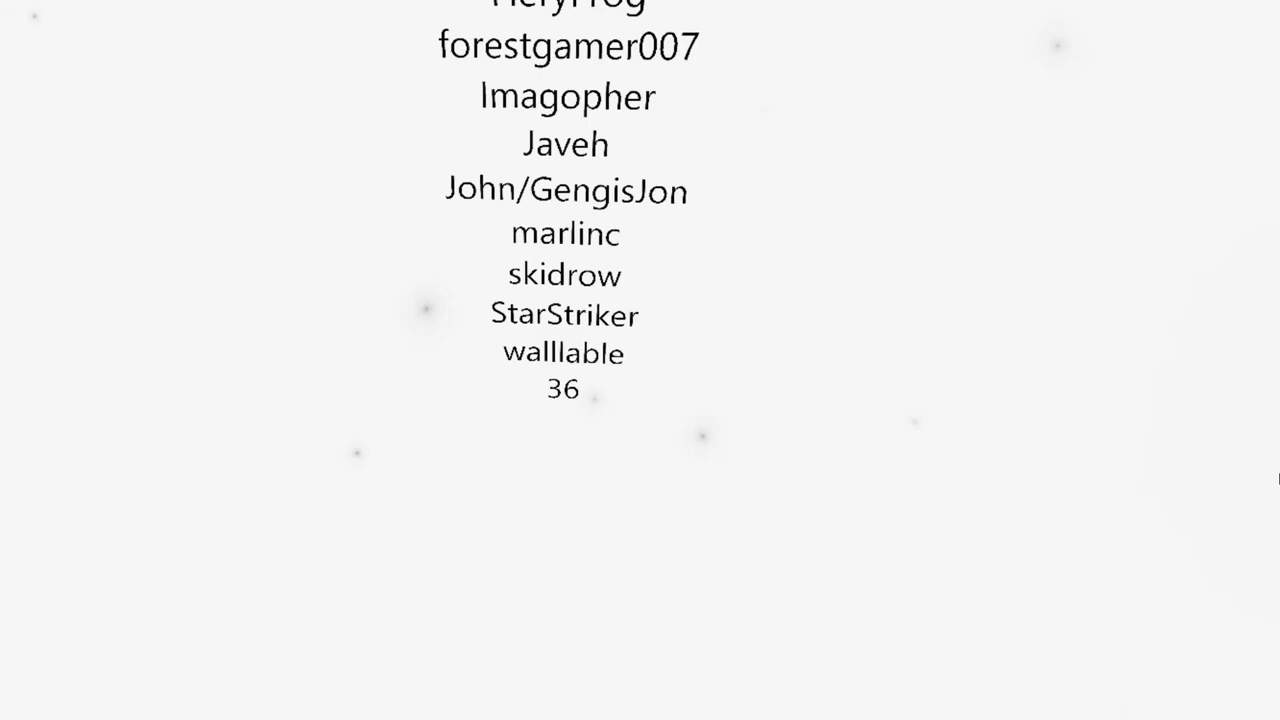 forestgamer007
Imagopher
Javeh
John/GengisJon
marlinc
skidrow
StarStriker
walllable
36